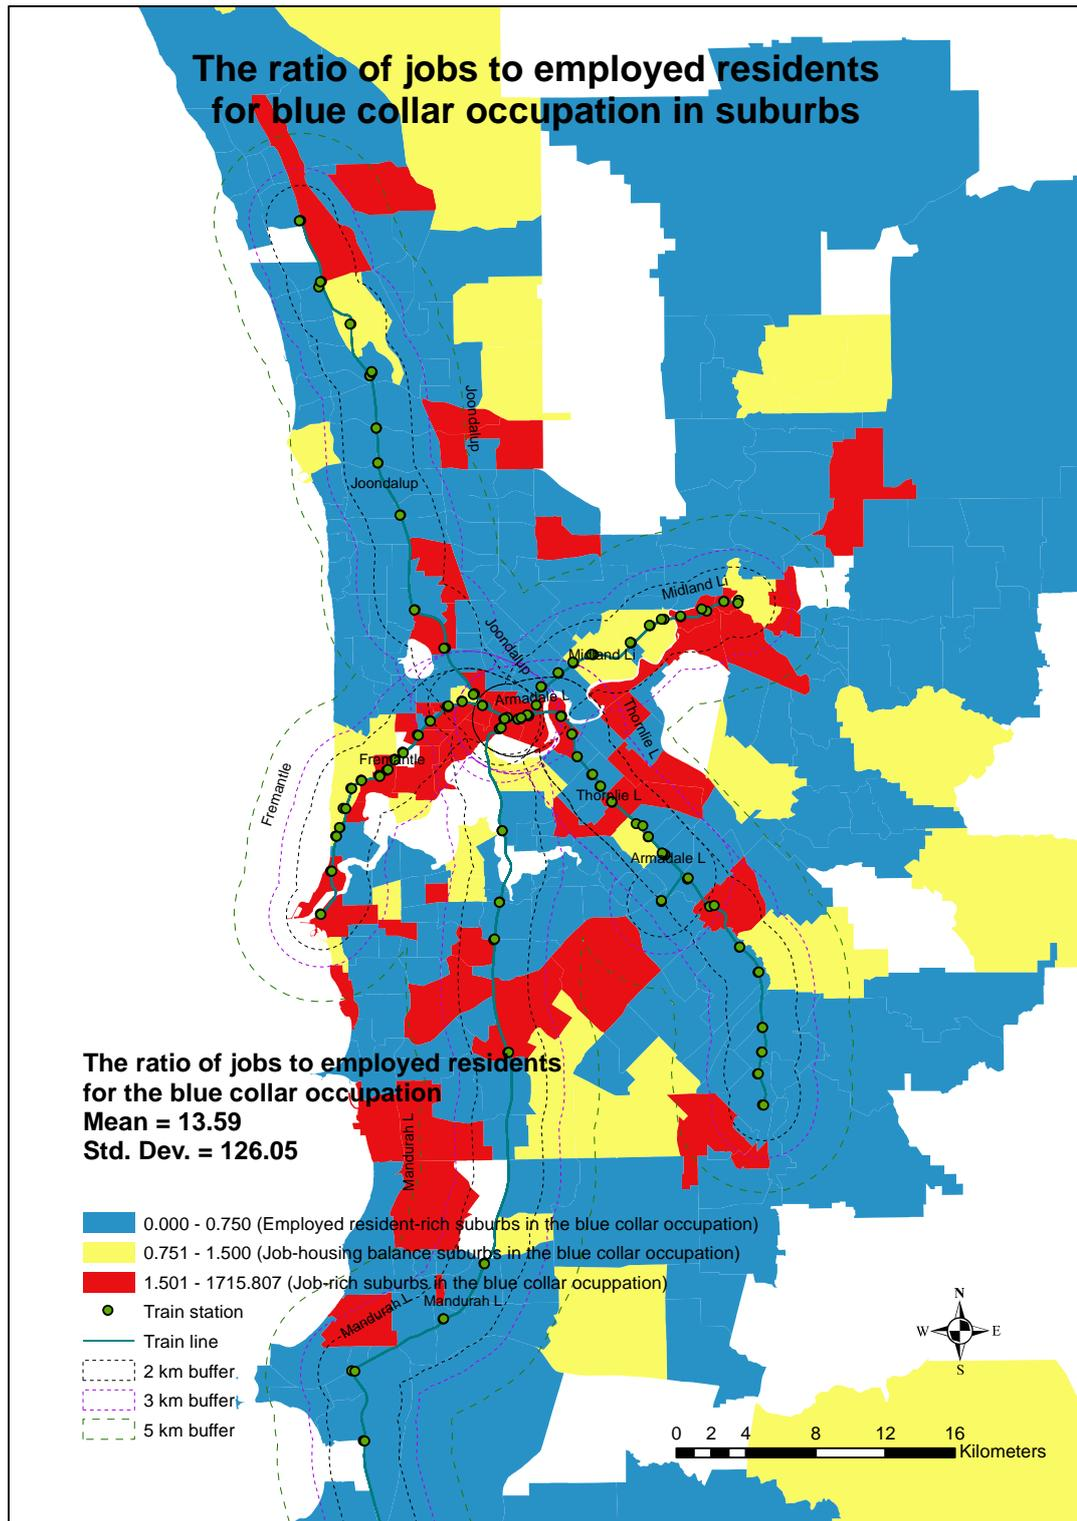 The ratio of jobs to employed residents
for blue collar occupation in suburbs
Joondalup
Joondalup
Joondalup
Midland Li
Midland Li
Armadale L
Thornlie L
Fremantle
Fremantle
Thornlie L
Armadale L
The ratio of jobs to employed residents
for the blue collar occupation
Mean = 13.59
Std. Dev. = 126.05
Mandurah L
0.000 - 0.750 (Employed resident-rich suburbs in the blue collar occupation)
0.751 - 1.500 (Job-housing balance suburbs in the blue collar occupation)
1.501 - 1715.807 (Job-rich suburbs in the blue collar ocuppation)
Mandurah L
Mandurah L
Train station
Train line
2 km buffer
3 km buffer
5 km buffer
N
W E
S
0 2 4 8 12 16
Kilometers